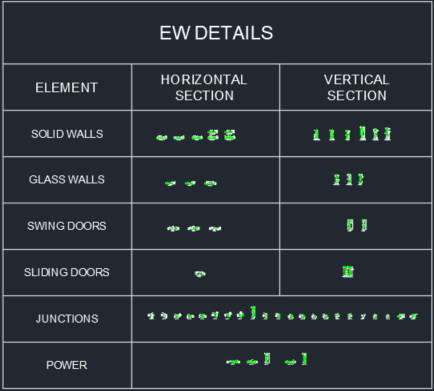 EW DETAILS
ELEMENT
HORIZONTAL
SECTION
VERTICAL
SECTION
SOLID WALLS
GLASS WALLS
SWING DOORS
SLIDING DOORS
JUNCTIONS
POWER